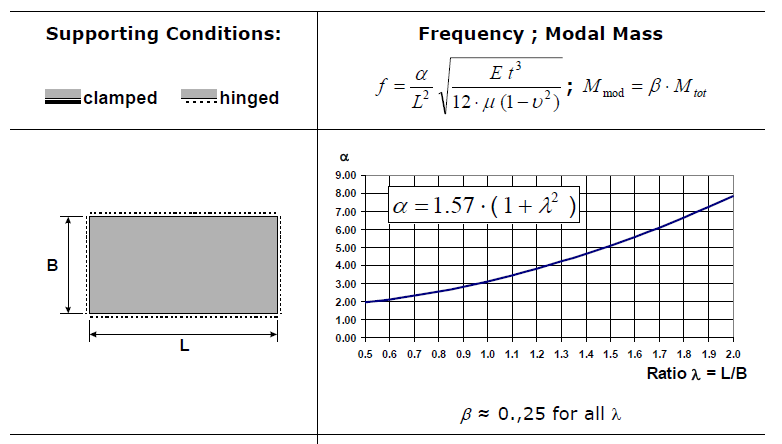 Supporting Conditions:
clamped hinged
Frequency ; Modal Mass
f = α/L² √(E t³ / 12 · μ (1 − υ²)) ; M mod = β · M tot
B
L
α
α = 1.57 · ( 1 + λ² )
9.00
8.00
7.00
6.00
5.00
4.00
3.00
2.00
1.00
0.00
0.5 0.6 0.7 0.8 0.9 1.0 1.1 1.2 1.3 1.4 1.5 1.6 1.7 1.8 1.9 2.0
Ratio λ = L/B
β ≈ 0.,25 for all λ